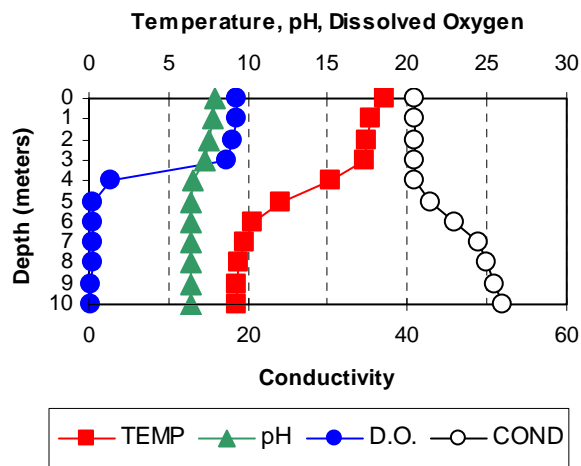 Temperature, pH, Dissolved Oxygen
0 5 10 15 20 25 30
Depth (meters)
0
1
2
3
4
5
6
7
8
9
10
0 20 40 60
Conductivity
TEMP pH D.O. COND